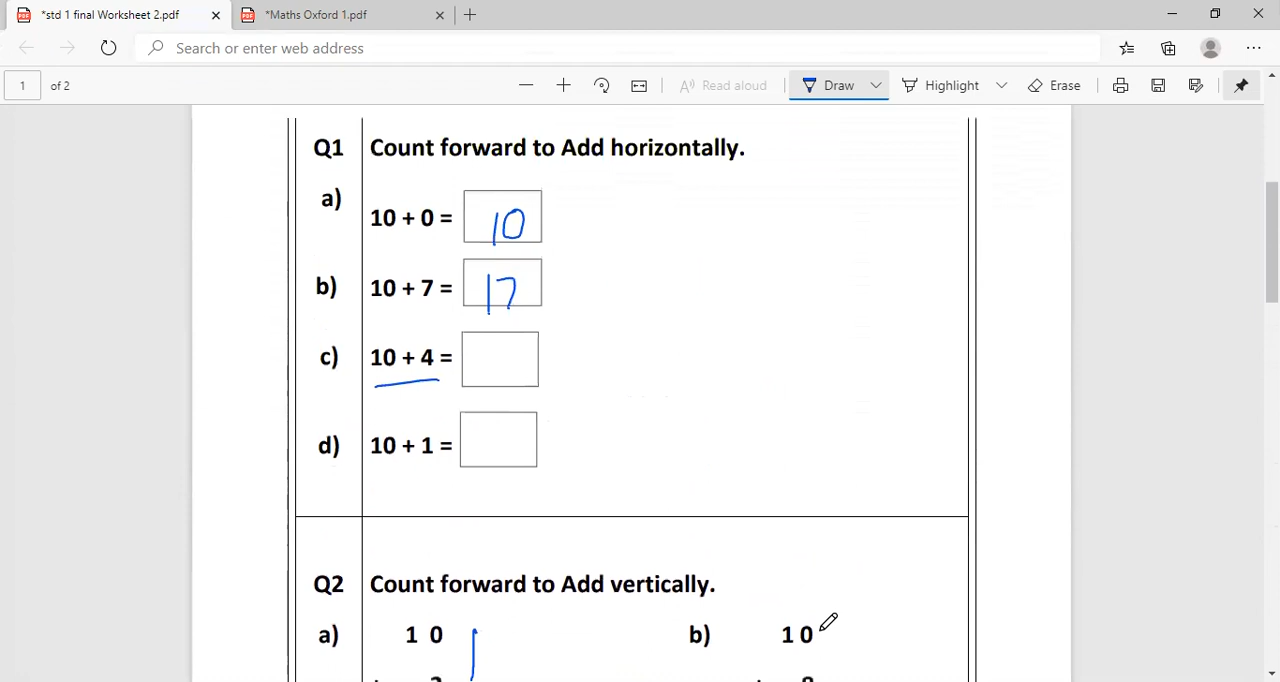 *std 1 final Worksheet 2.pdf
*Maths Oxford 1.pdf
Search or enter web address
1 of 2
Read aloud
Draw
Highlight
Erase
Q1 Count forward to Add horizontally.
a) 10 + 0 = 10
b) 10 + 7 = 17
c) 10 + 4 =
d) 10 + 1 =
Q2 Count forward to Add vertically.
a) 1 0 b) 1 0